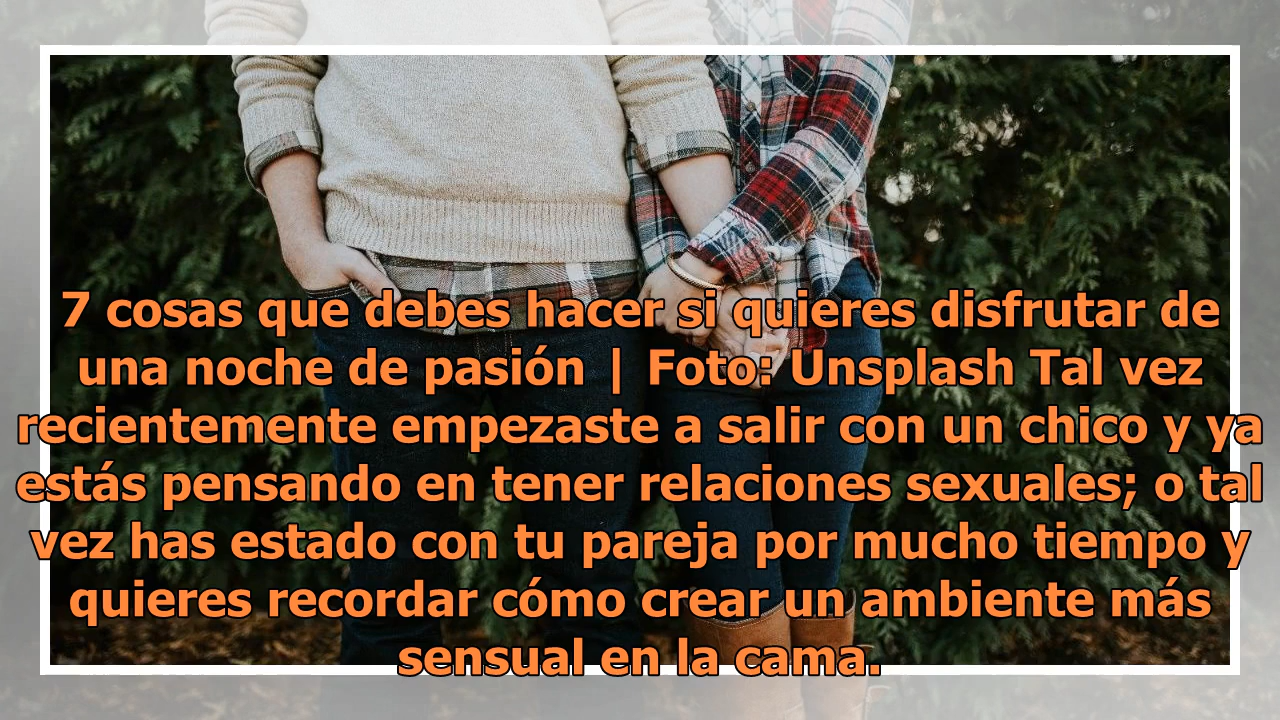 7 cosas que debes hacer si quieres disfrutar de
una noche de pasión | Foto: Unsplash Tal vez
recientemente empezaste a salir con un chico y ya
estás pensando en tener relaciones sexuales; o tal
vez has estado con tu pareja por mucho tiempo y
quieres recordar cómo crear un ambiente más
sensual en la cama.